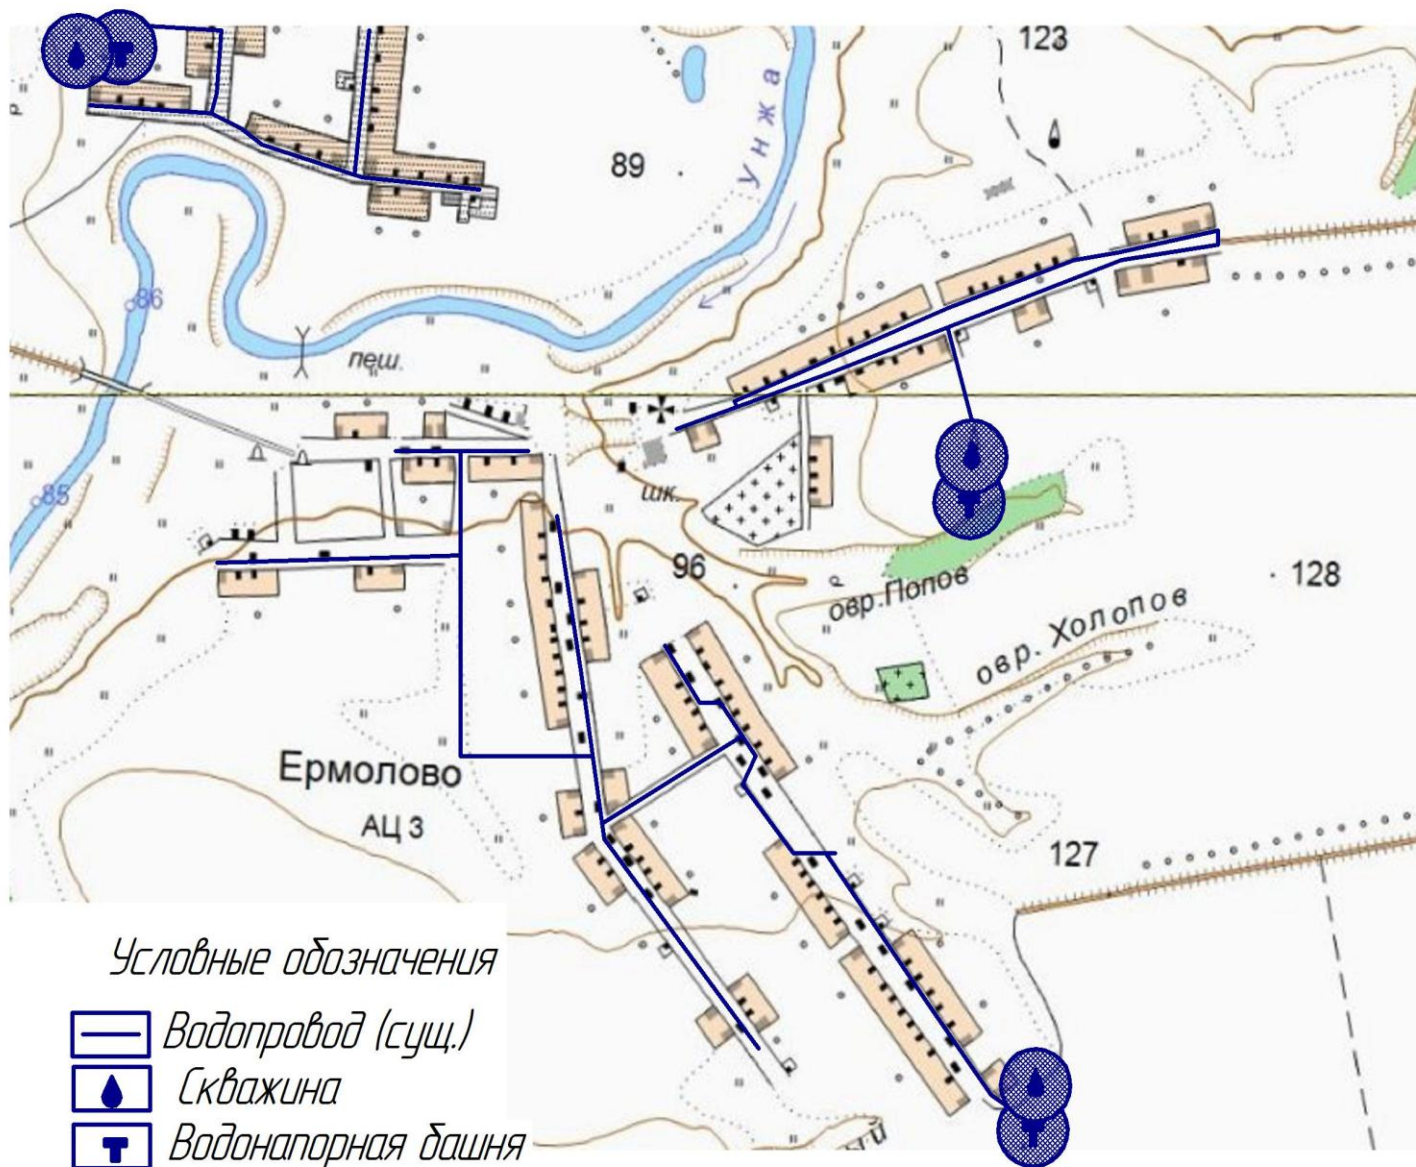 123
Унжа
89
Р
86
пеш.
85
шк.
96
Р
овр.Попов
128
овр. Холопов
Ермолово
АЦ 3
127
Условные обозначения
Водопровод (сущ.)
Скважина
Водонапорная башня